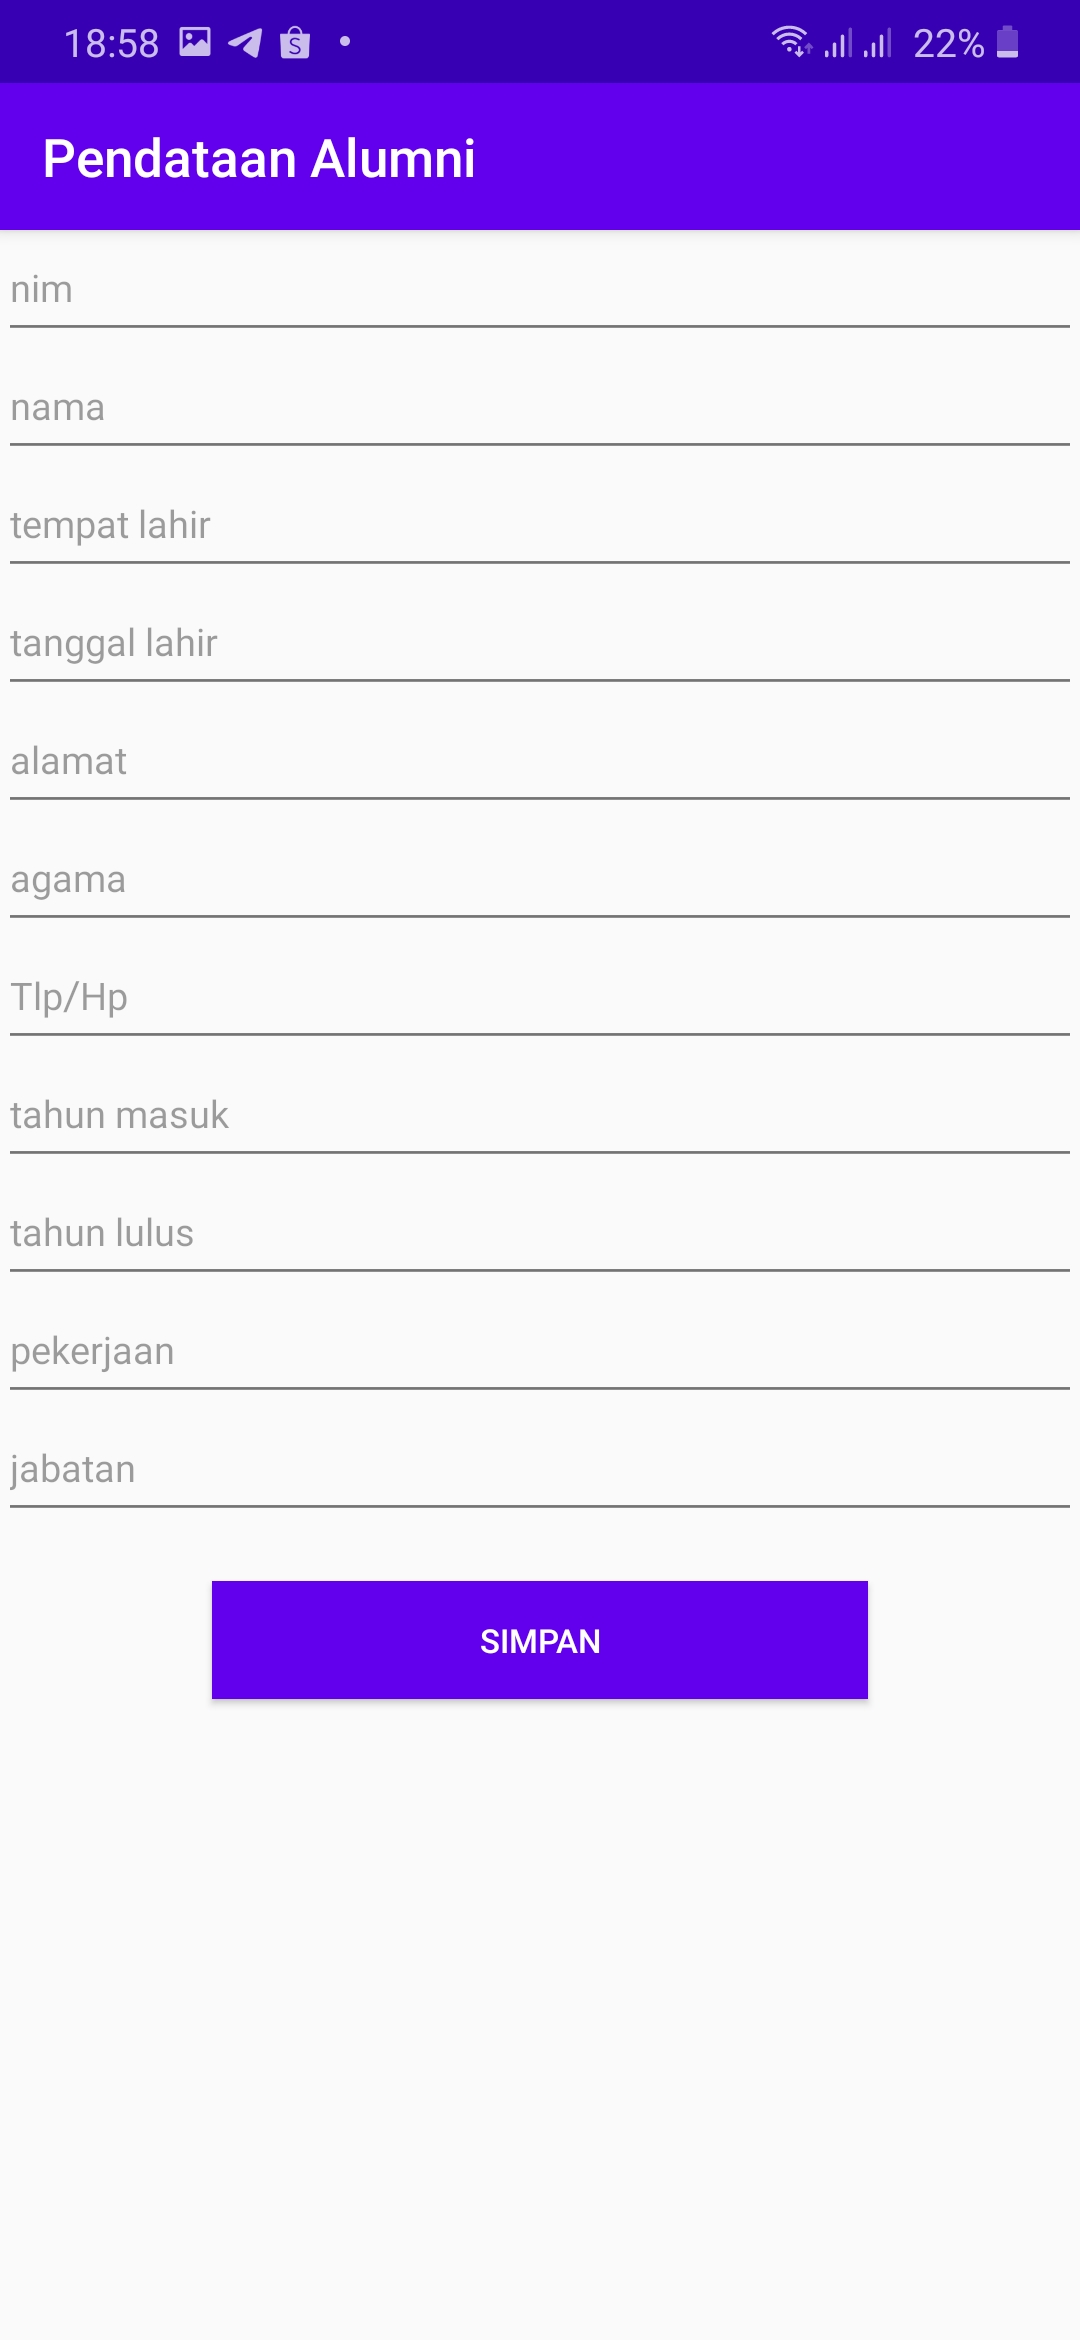 18:58 22%
Pendataan Alumni
nim
nama
tempat lahir
tanggal lahir
alamat
agama
Tlp/Hp
tahun masuk
tahun lulus
pekerjaan
jabatan
SIMPAN